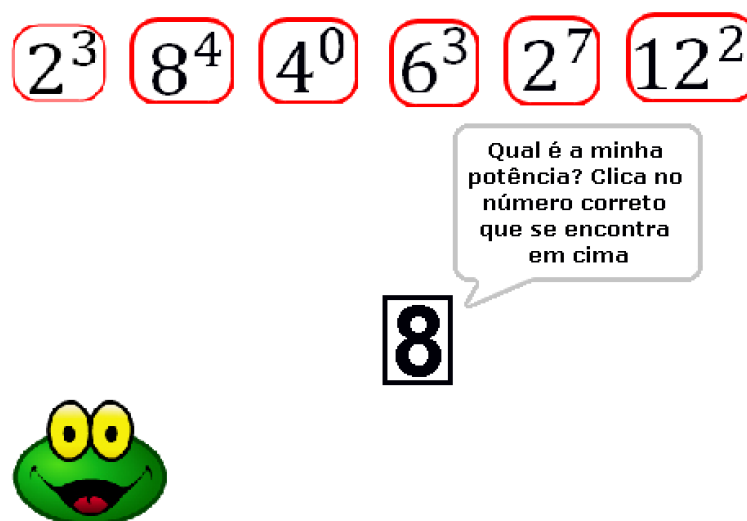 2³ 8⁴ 4⁰ 6³ 2⁷ 12²
Qual é a minha
potência? Clica no
número correto
que se encontra
em cima
8